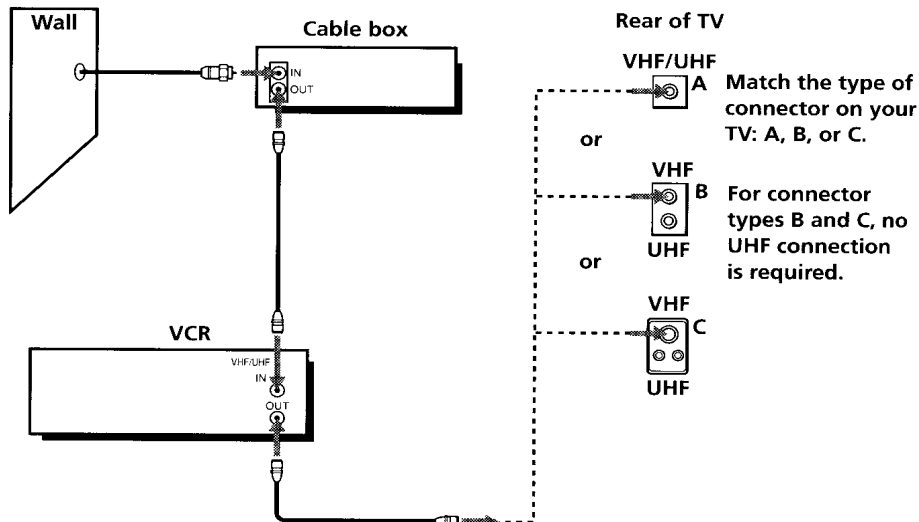 Wall
Cable box
IN
OUT
VCR
VHF/UHF
IN
OUT
Rear of TV
VHF/UHF
A
Match the type of
connector on your
TV: A, B, or C.
or
VHF
B
UHF
For connector
types B and C, no
UHF connection
is required.
or
VHF
C
UHF